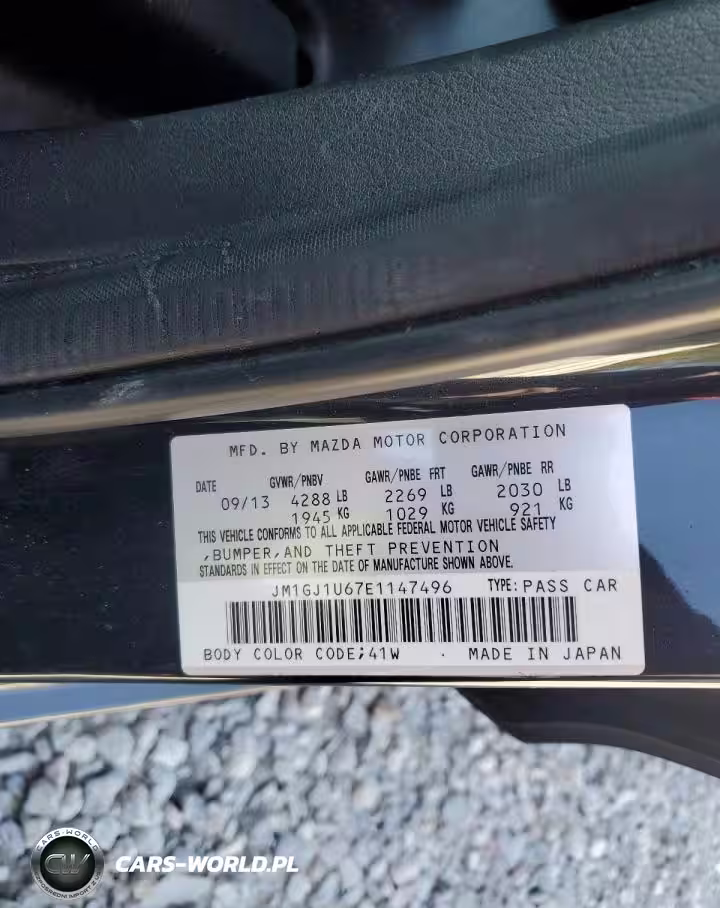 MFD. BY MAZDA MOTOR CORPORATION
DATE GVWR/PNBV GAWR/PNBE FRT GAWR/PNBE RR
09/13 4288 LB 2269 LB 2030 LB
1945 KG 1029 KG 921 KG
THIS VEHICLE CONFORMS TO ALL APPLICABLE FEDERAL MOTOR VEHICLE SAFETY
,BUMPER,AND THEFT PREVENTION
STANDARDS IN EFFECT ON THE DATE OF MANUFACTURE SHOWN ABOVE.
JM1GJ1U67E1147496 TYPE: PASS CAR
BODY COLOR CODE;41W . MADE IN JAPAN
CARS-WORLD
CW
CARS-WORLD.PL